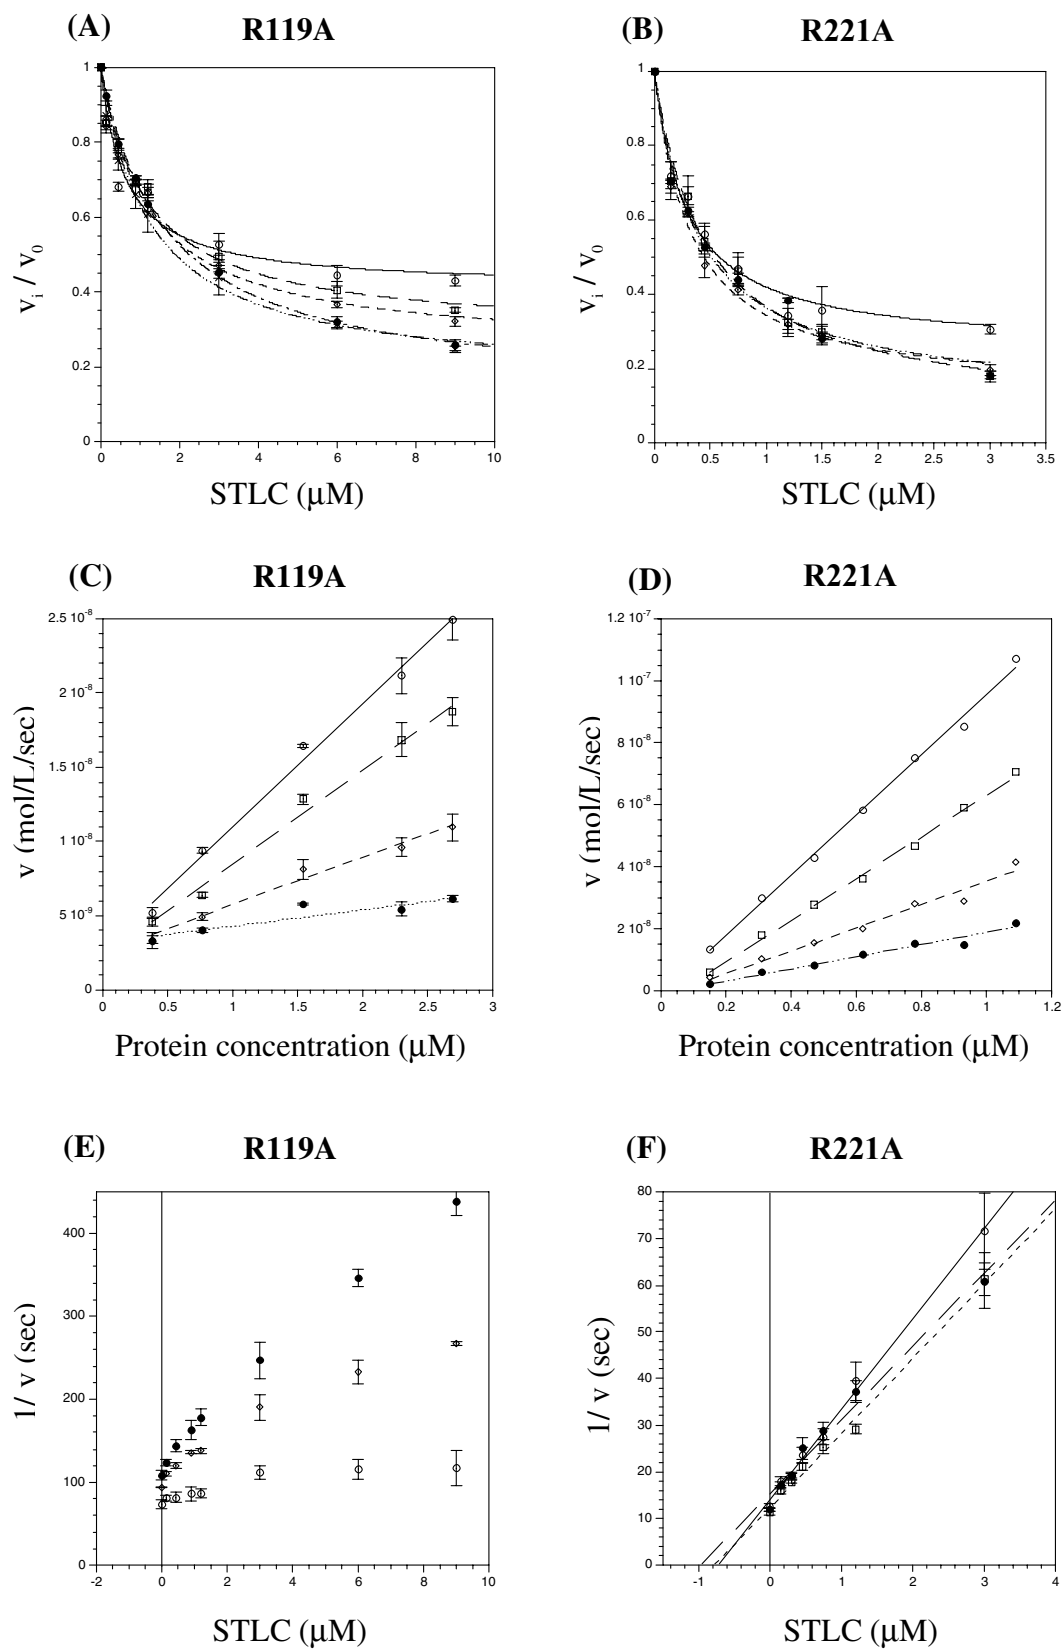 (A) R119A
(B) R221A
1
0.8
0.6
0.4
0.2
0
v_i / v_0
0 2 4 6 8 10
STLC (μM)
1
0.8
0.6
0.4
0.2
0
v_i / v_0
0 0.5 1 1.5 2 2.5 3 3.5
STLC (μM)
(C) R119A
(D) R221A
2.5 10^-8
2 10^-8
1.5 10^-8
1 10^-8
5 10^-9
0
v (mol/L/sec)
0 0.5 1 1.5 2 2.5 3
Protein concentration (μM)
1.2 10^-7
1 10^-7
8 10^-8
6 10^-8
4 10^-8
2 10^-8
0
v (mol/L/sec)
0 0.2 0.4 0.6 0.8 1 1.2
Protein concentration (μM)
(E) R119A
(F) R221A
400
300
200
100
0
1/ v (sec)
-2 0 2 4 6 8 10
STLC (μM)
80
70
60
50
40
30
20
10
0
1/ v (sec)
-1 0 1 2 3 4
STLC (μM)